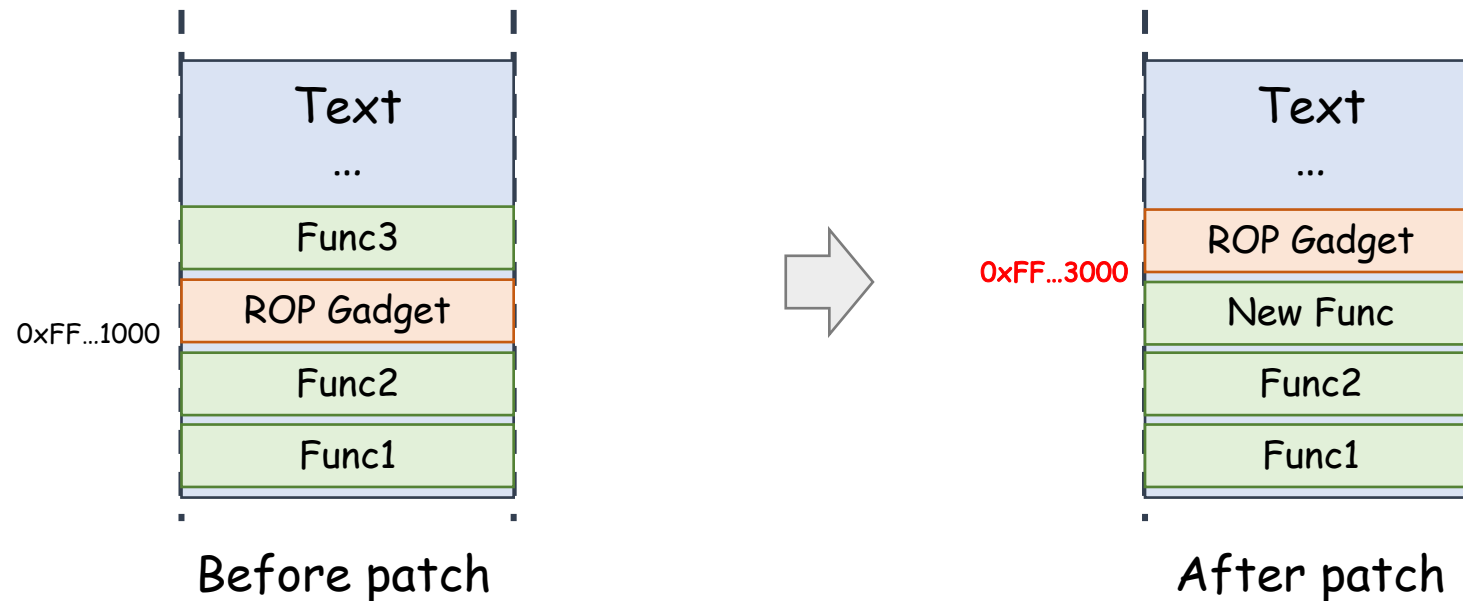 Text
...
Func3
ROP Gadget
0xFF...1000
Func2
Func1
Before patch
Text
...
ROP Gadget
0xFF...3000
New Func
Func2
Func1
After patch